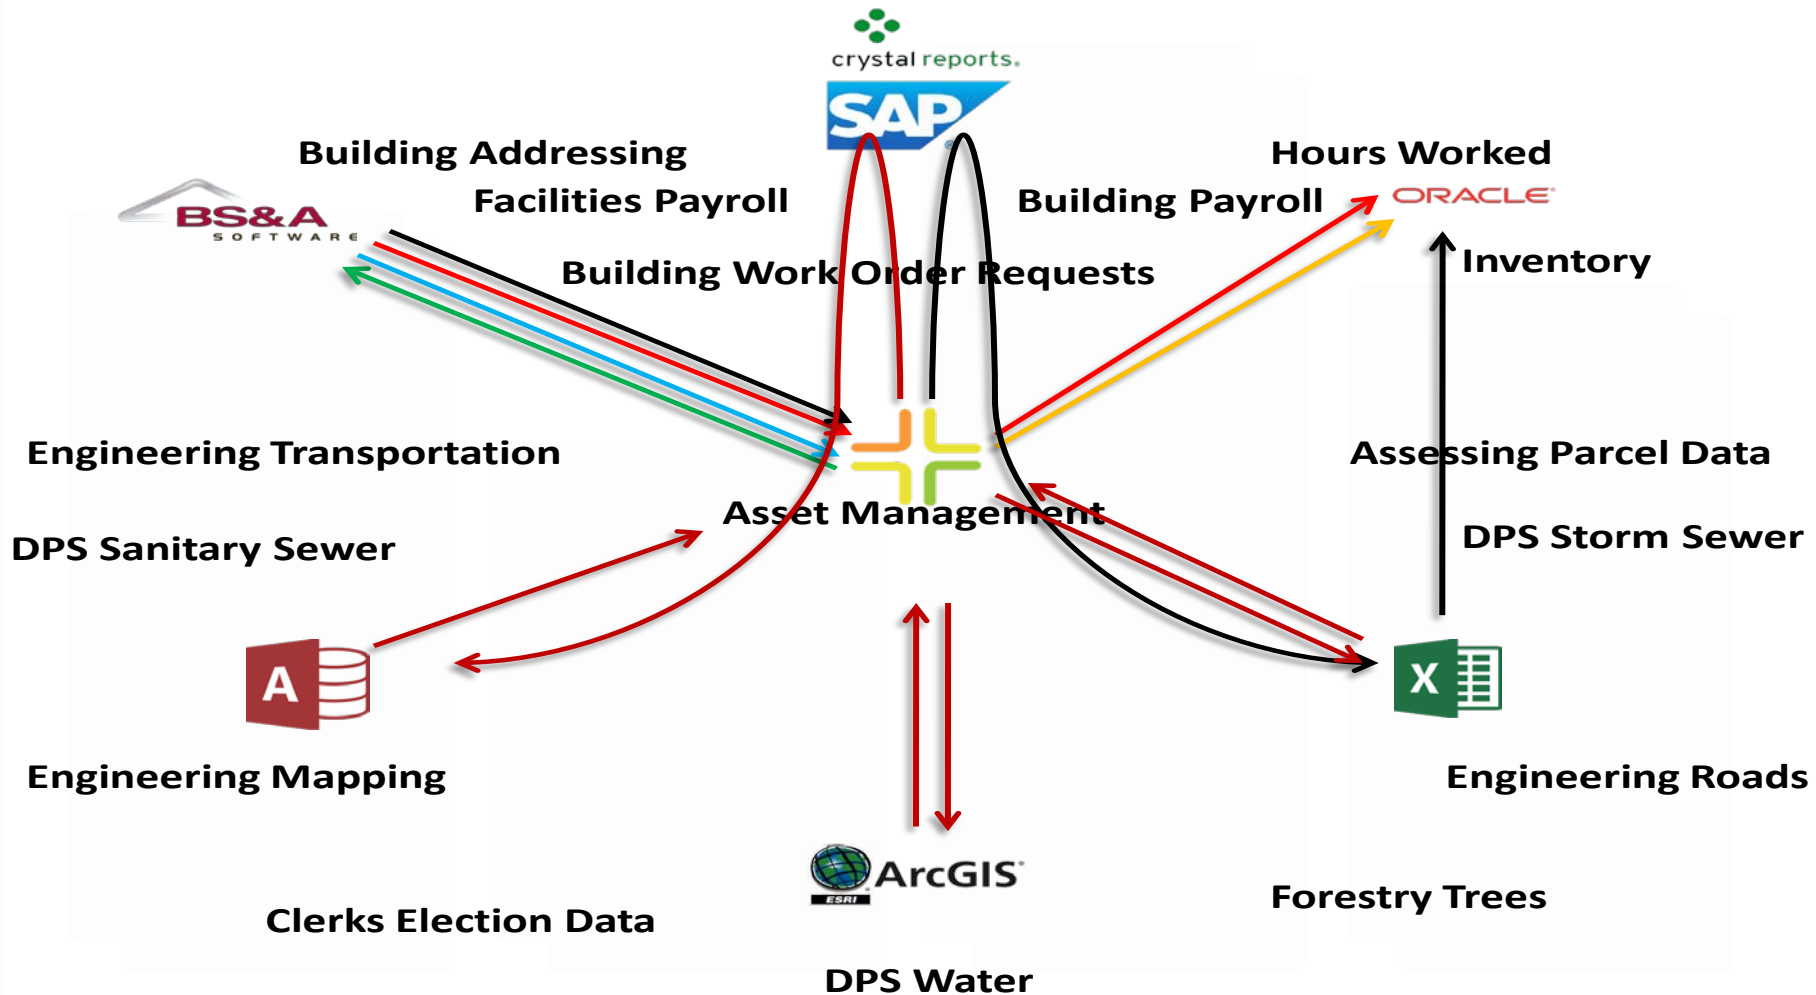 crystal reports.
SAP
Building Addressing
Hours Worked
BS&A
SOFTWARE
Facilities Payroll
Building Payroll
ORACLE
Building Work Order Requests
Inventory
Engineering Transportation
Assessing Parcel Data
Asset Management
DPS Sanitary Sewer
DPS Storm Sewer
A
X
Engineering Mapping
Engineering Roads
ArcGIS
ESRI
Forestry Trees
Clerks Election Data
DPS Water